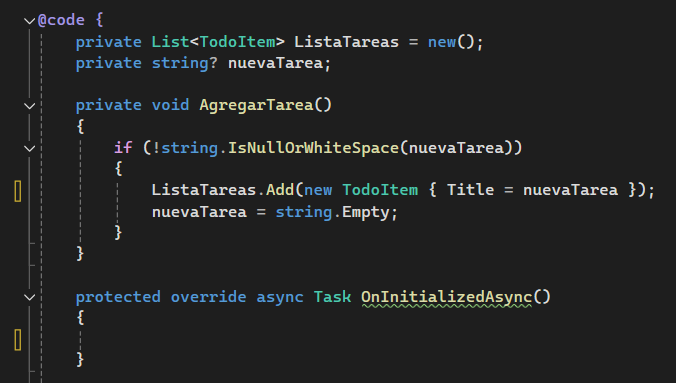 @code {
private List<TodoItem> ListaTareas = new();
private string? nuevaTarea;
private void AgregarTarea()
{
if (!string.IsNullOrWhiteSpace(nuevaTarea))
{
ListaTareas.Add(new TodoItem { Title = nuevaTarea });
nuevaTarea = string.Empty;
}
}
protected override async Task OnInitializedAsync()
{
}